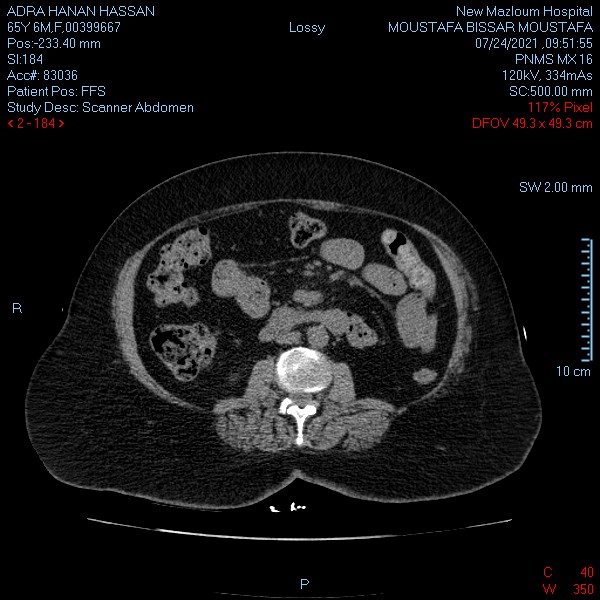 ADRA HANAN HASSAN
65Y 6M,F,00399667
Pos:-233.40 mm
SI:184
Acc#: 83036
Patient Pos: FFS
Study Desc: Scanner Abdomen
< 2 - 184 >
Lossy
New Mazloum Hospital
MOUSTAFA BISSAR MOUSTAFA
07/24/2021 ,09:51:55
PNMS MX 16
120kV, 334mAs
SC:500.00 mm
117% Pixel
DFOV 49.3 x 49.3 cm
SW 2.00 mm
R
10 cm
P
C 40
W 350